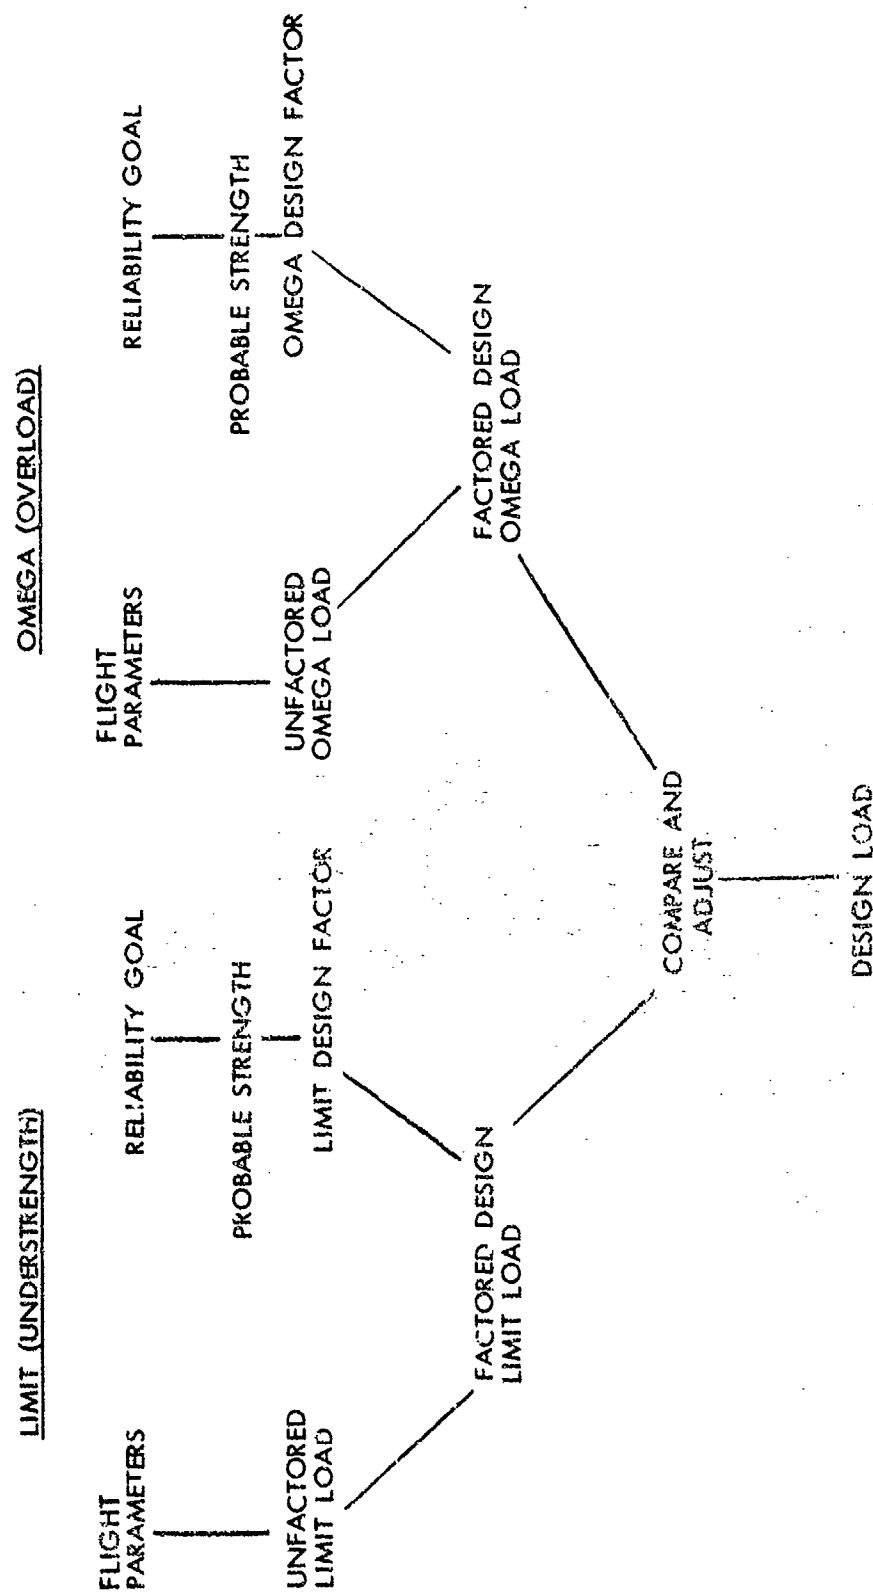 LIMIT (UNDERSTRENGTH)
OMEGA (OVERLOAD)
FLIGHT
PARAMETERS
RELIABILITY GOAL
FLIGHT
PARAMETERS
RELIABILITY GOAL
PROBABLE STRENGTH
PROBABLE STRENGTH
UNFACTORED
LIMIT LOAD
LIMIT DESIGN FACTOR
UNFACTORED
OMEGA LOAD
OMEGA DESIGN FACTOR
FACTORED DESIGN
LIMIT LOAD
FACTORED DESIGN
OMEGA LOAD
COMPARE AND
ADJUST
DESIGN LOAD